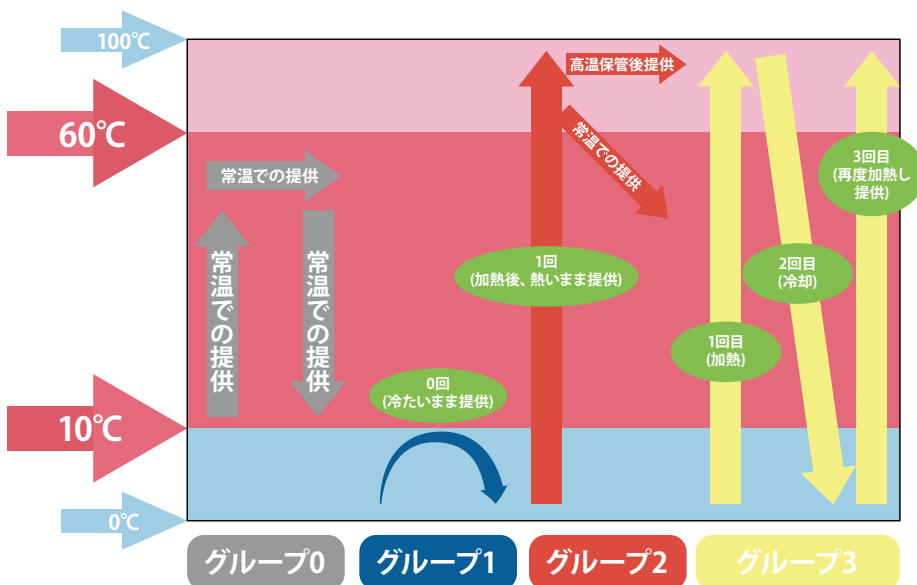 100℃
60℃
10℃
0℃
常温での提供
常温での提供
常温での提供
0回
(冷たいまま提供)
高温保管後提供
常温での提供
1回
(加熱後、熱いまま提供)
1回目
(加熱)
2回目
(冷却)
3回目
(再度加熱し
提供)
グループ0
グループ1
グループ2
グループ3